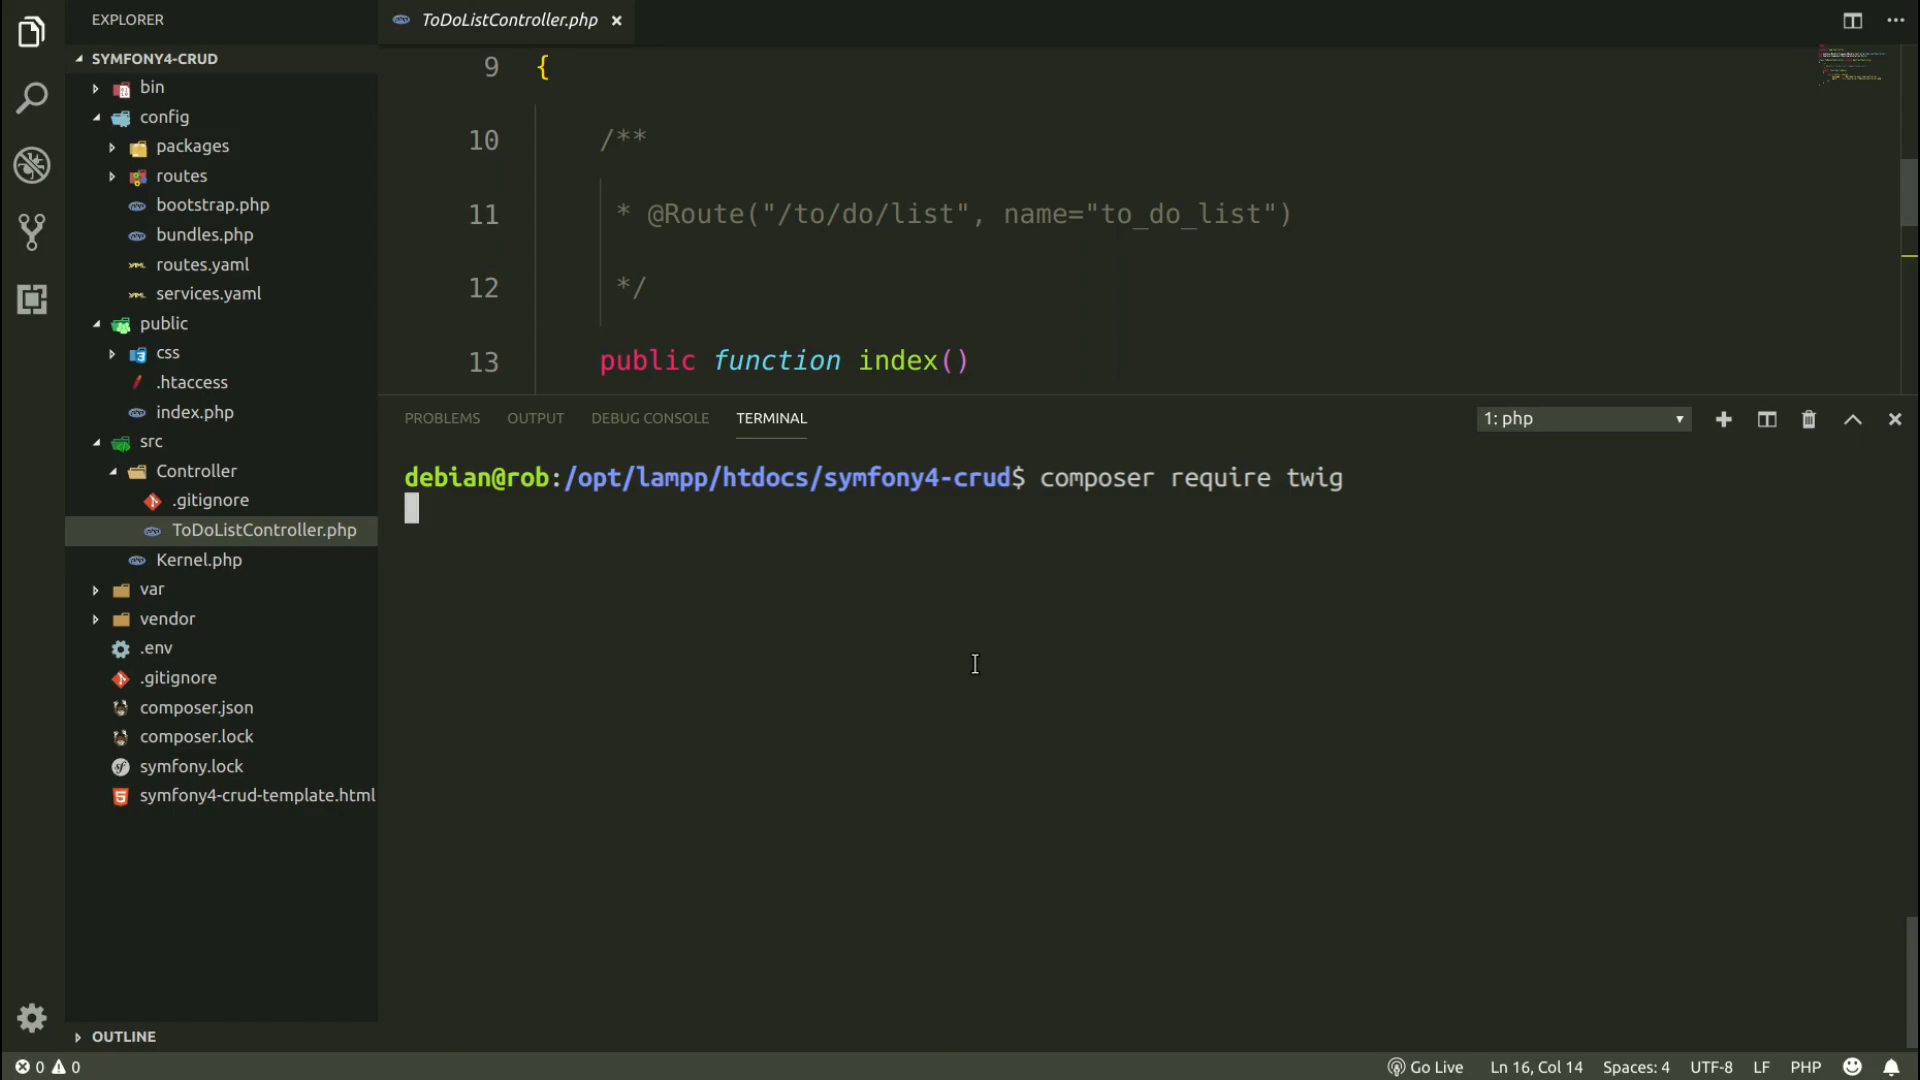 EXPLORER
SYMFONY4-CRUD
bin
config
packages
routes
bootstrap.php
bundles.php
routes.yaml
services.yaml
public
css
.htaccess
index.php
src
Controller
.gitignore
ToDoListController.php
Kernel.php
var
vendor
.env
.gitignore
composer.json
composer.lock
symfony.lock
symfony4-crud-template.html
OUTLINE
ToDoListController.php
9 {
10 /**
11 * @Route("/to/do/list", name="to_do_list")
12 */
13 public function index()
PROBLEMS OUTPUT DEBUG CONSOLE TERMINAL 1: php
debian@rob:/opt/lampp/htdocs/symfony4-crud$ composer require twig
0 0 Go Live Ln 16, Col 14 Spaces: 4 UTF-8 LF PHP